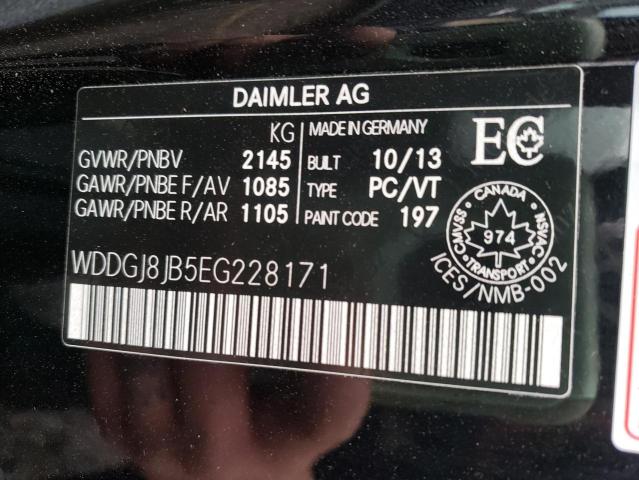 DAIMLER AG
KG
GVWR/PNBV 2145
GAWR/PNBE F/AV 1085
GAWR/PNBE R/AR 1105
MADE IN GERMANY
BUILT 10/13
TYPE PC/VT
PAINT CODE 197
EC
CANADA
CMVSS 974 NSVAC
TRANSPORT
ICES/NMB-002
WDDGJ8JB5EG228171